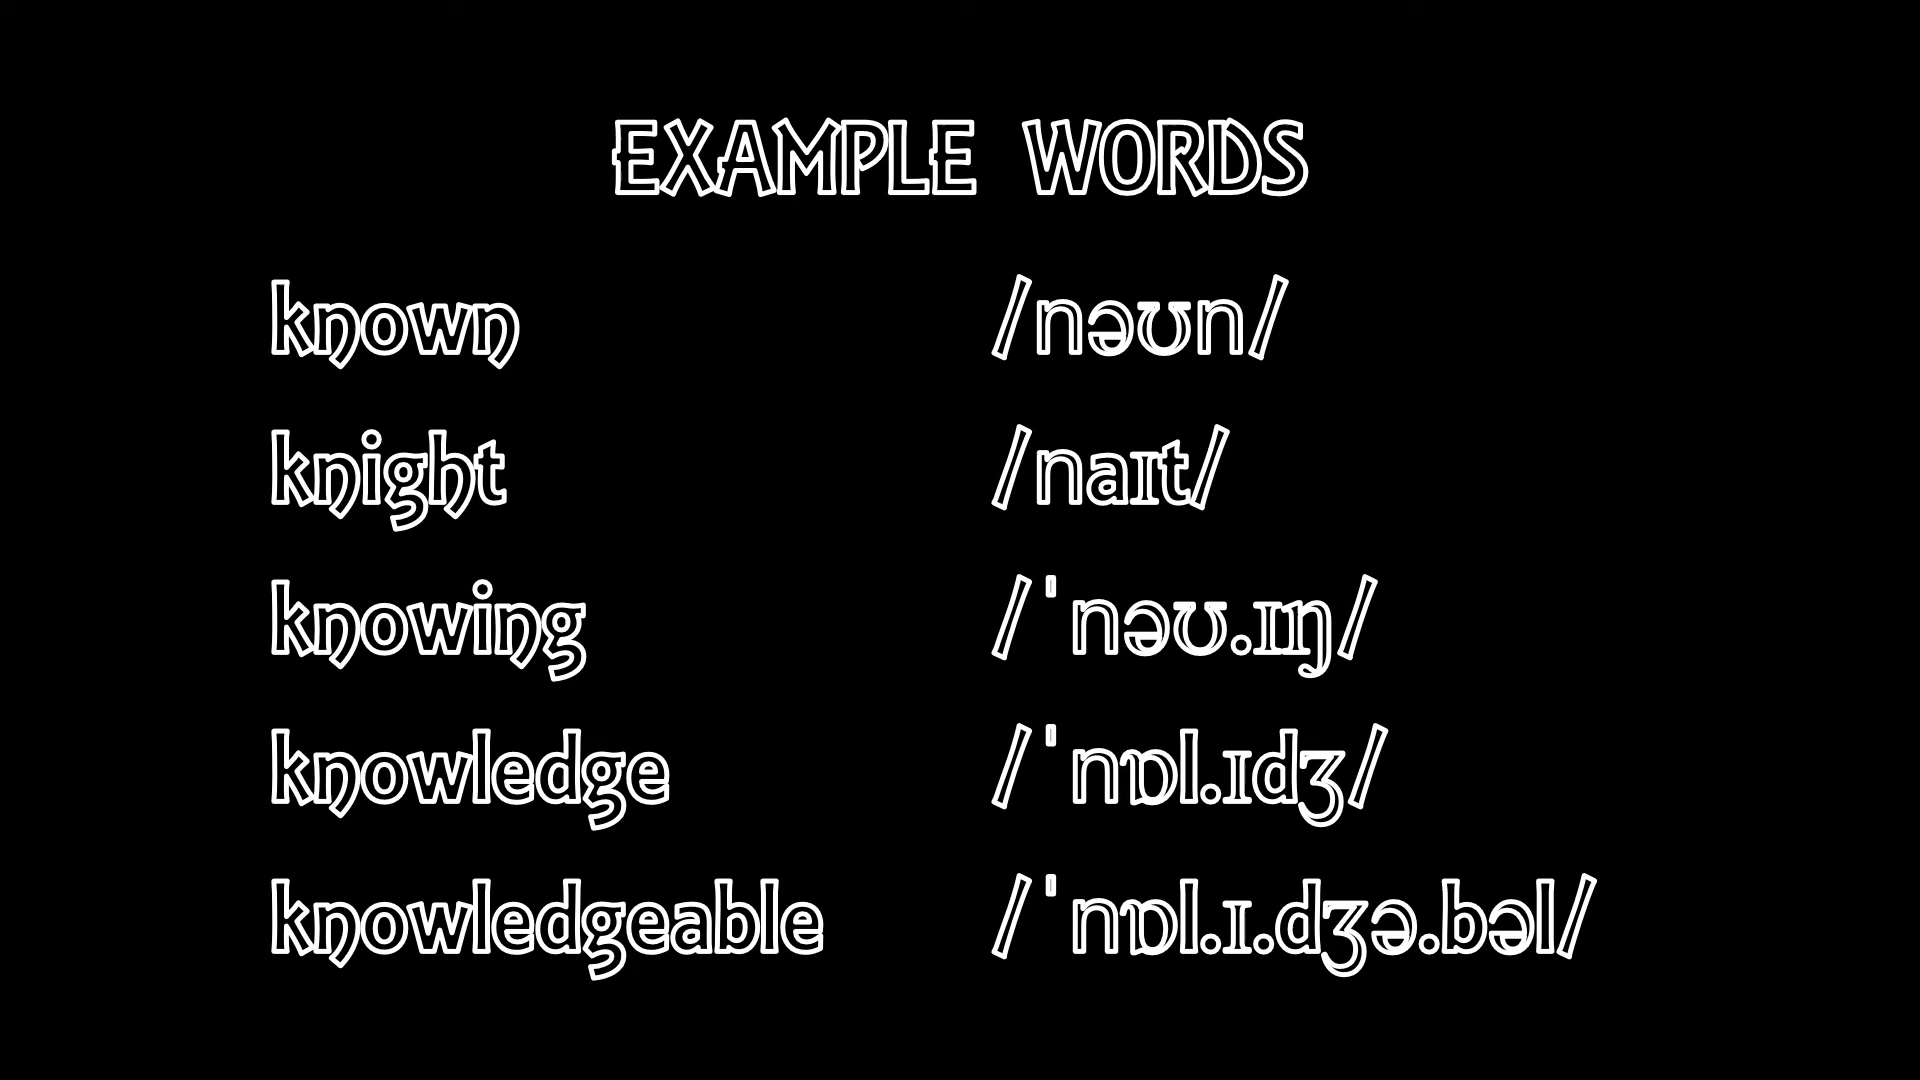 EXAMPLE WORDS
known /nəʊn/
knight /naɪt/
knowing /ˈnəʊ.ɪŋ/
knowledge /ˈnɒl.ɪdʒ/
knowledgeable /ˈnɒl.ɪ.dʒə.bəl/